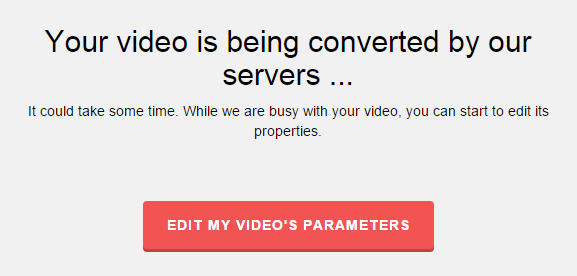 Your video is being converted by our
servers ...
It could take some time. While we are busy with your video, you can start to edit its
properties.
EDIT MY VIDEO'S PARAMETERS